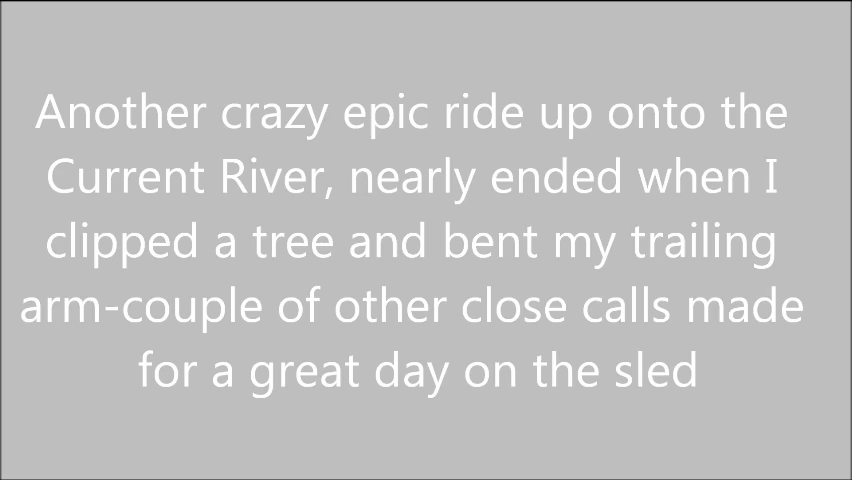 Another crazy epic ride up onto the
Current River, nearly ended when I
clipped a tree and bent my trailing
arm-couple of other close calls made
for a great day on the sled